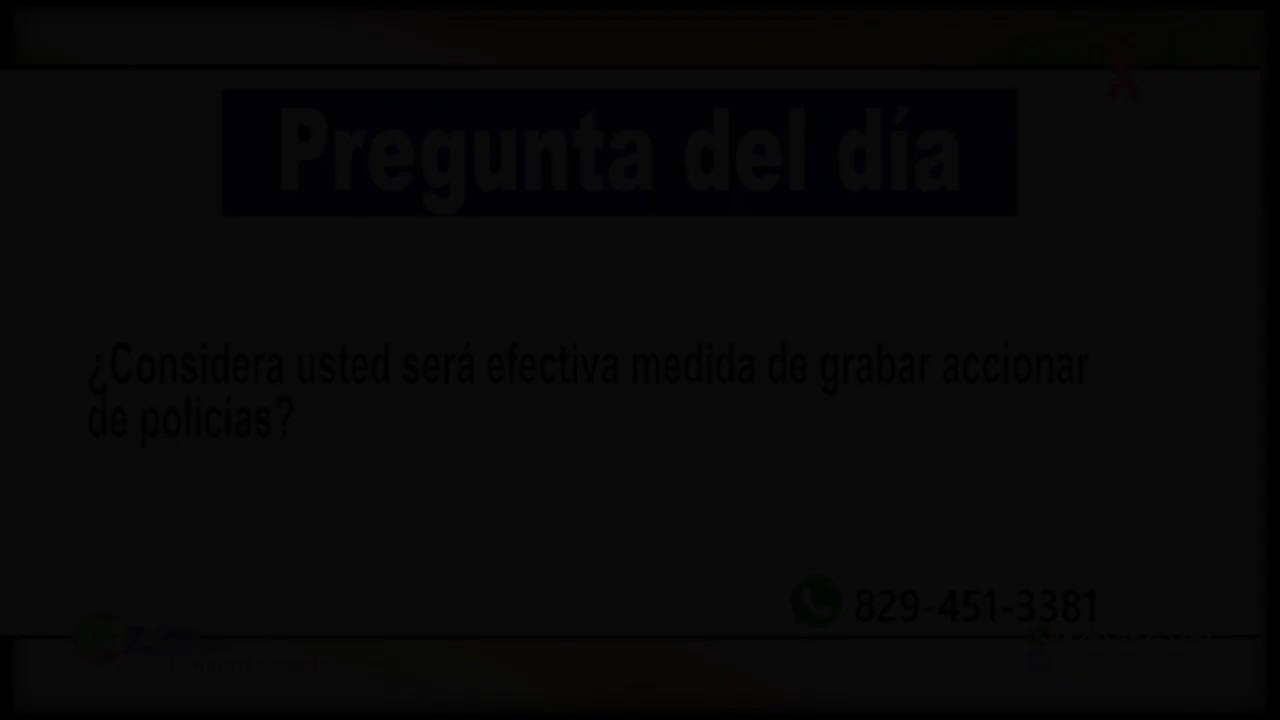 Pregunta del día
¿Considera usted será efectiva medida de grabar accionar
de policías?
829-451-3381